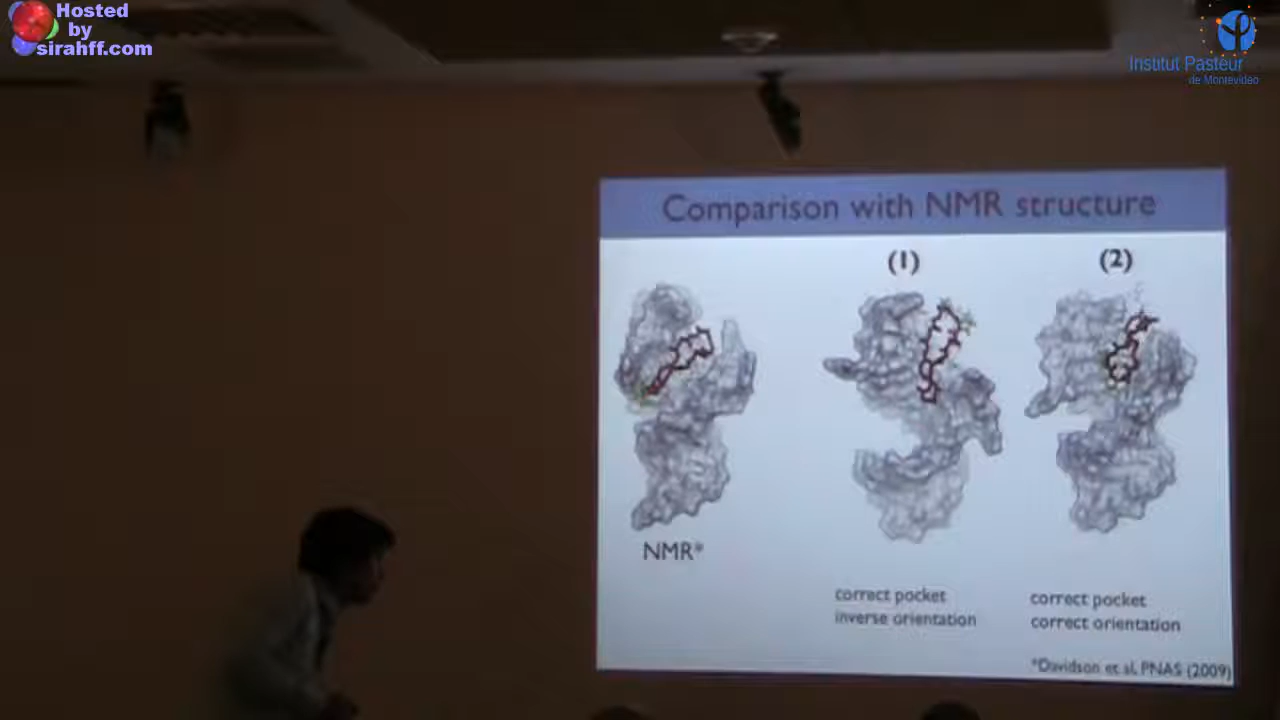 Hosted
by
sirahff.com
Institut Pasteur
de Montevideo
Comparison with NMR structure
(1)
(2)
NMR*
correct pocket
inverse orientation
correct pocket
correct orientation
*Davidson et al, PNAS (2009)